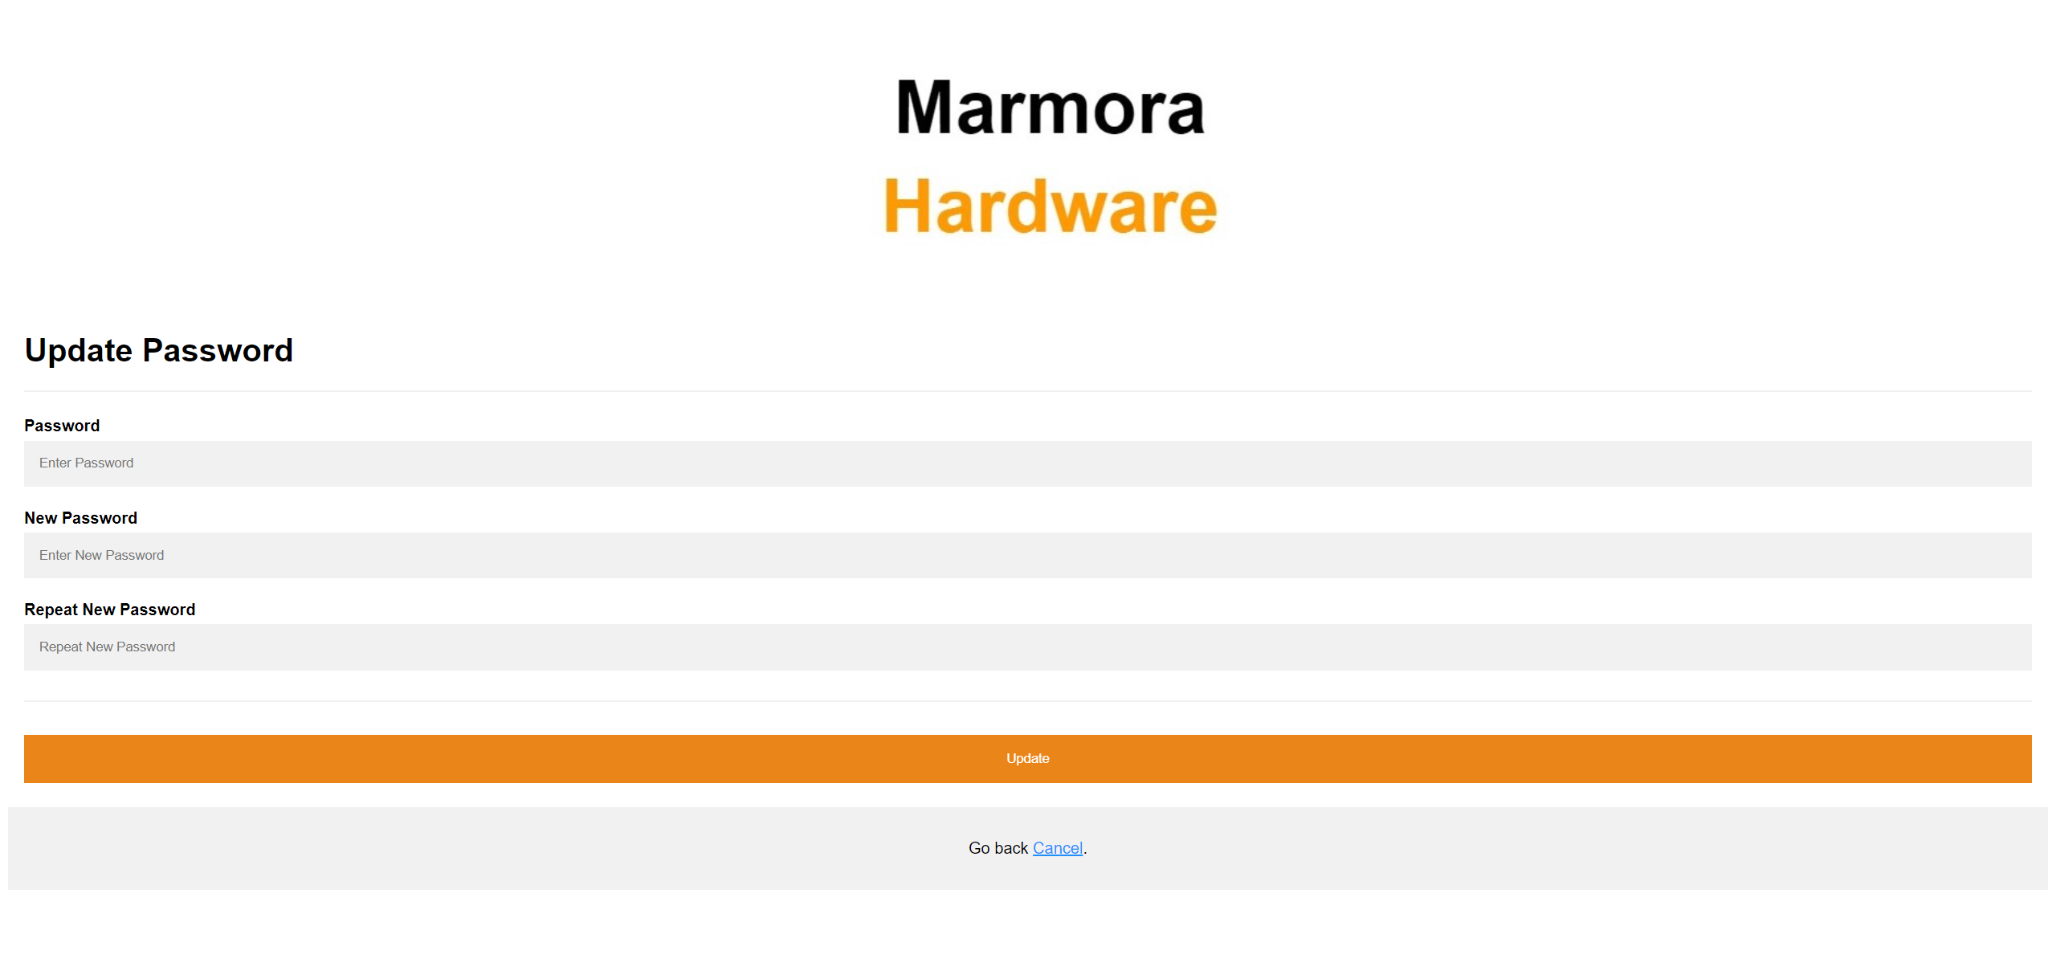 Marmora
Hardware
Update Password
Password
Enter Password
New Password
Enter New Password
Repeat New Password
Repeat New Password
Update
Go back Cancel.